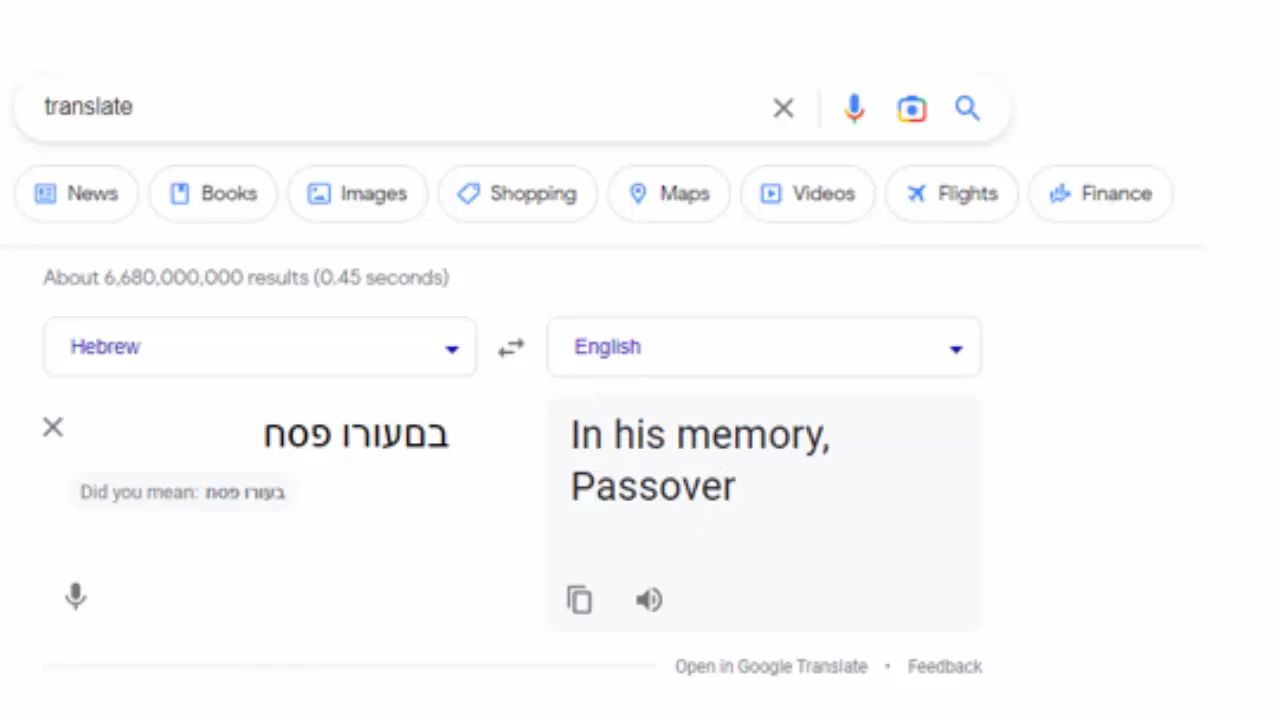 translate
News
Books
Images
Shopping
Maps
Videos
Flights
Finance
About 6,680,000,000 results (0.45 seconds)
Hebrew
English
בםעורו פסח
In his memory,
Passover
Did you mean: בעורו פסח
Open in Google Translate • Feedback